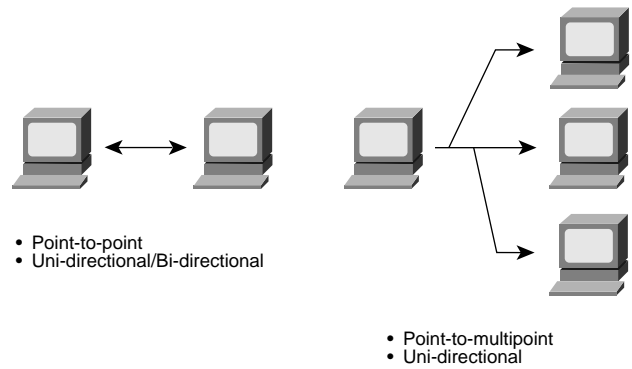 • Point-to-point
• Uni-directional/Bi-directional
• Point-to-multipoint
• Uni-directional